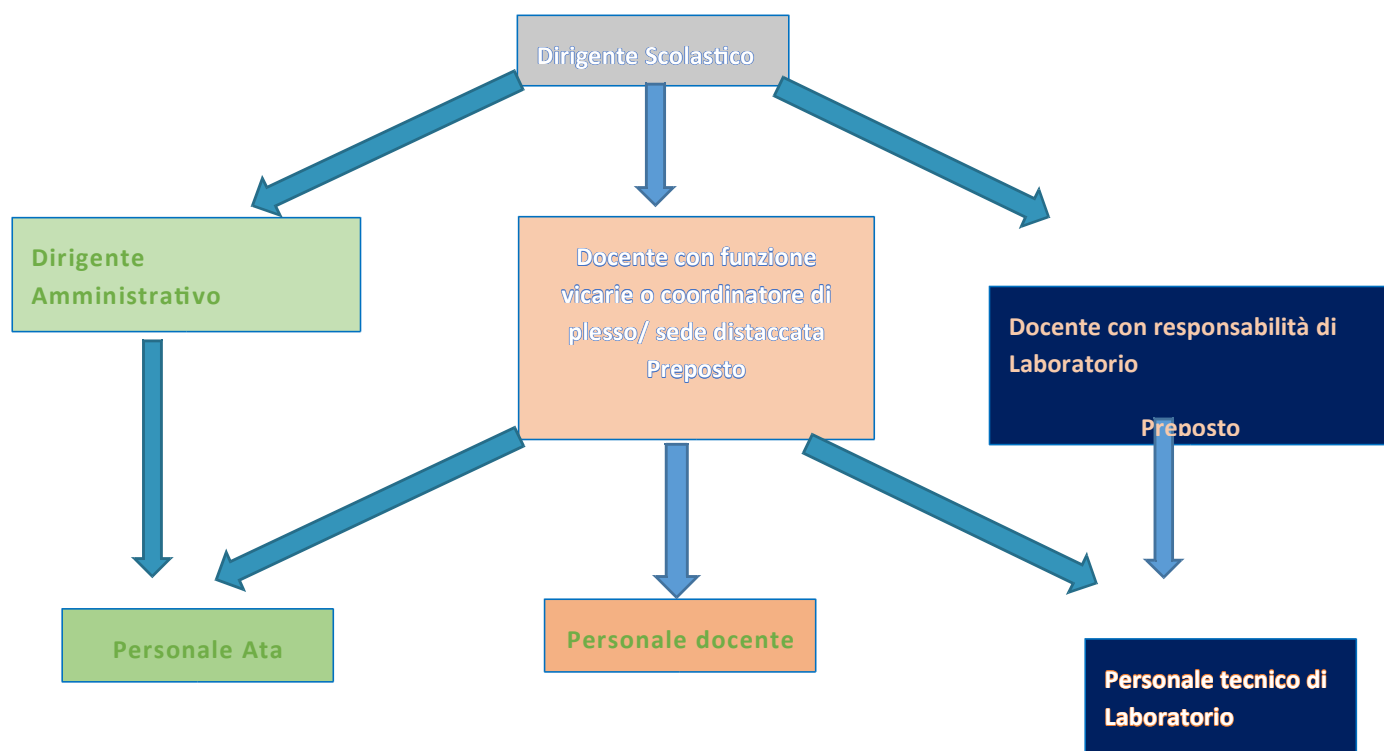 Dirigente Scolastico
Dirigente
Amministrativo
Docente con funzione
vicarie o coordinatore di
plesso/ sede distaccata
Preposto
Docente con responsabilità di
Laboratorio
Preposto
Personale Ata
Personale docente
Personale tecnico di
Laboratorio